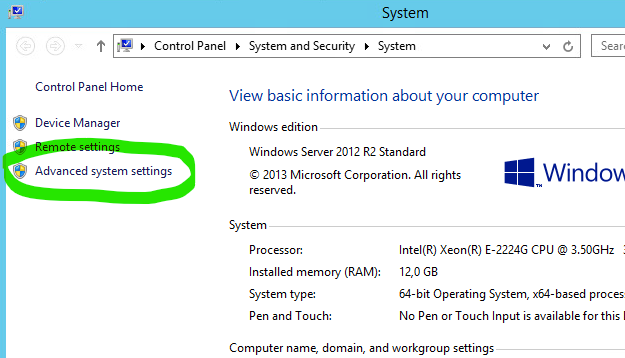 System
Control Panel ▸ System and Security ▸ System
Sear
Control Panel Home
Device Manager
Remote settings
Advanced system settings
View basic information about your computer
Windows edition
Windows Server 2012 R2 Standard
© 2013 Microsoft Corporation. All rights
reserved.
Window
System
Processor: Intel(R) Xeon(R) E-2224G CPU @ 3.50GHz 3
Installed memory (RAM): 12,0 GB
System type: 64-bit Operating System, x64-based proces
Pen and Touch: No Pen or Touch Input is available for this
Computer name, domain, and workgroup settings